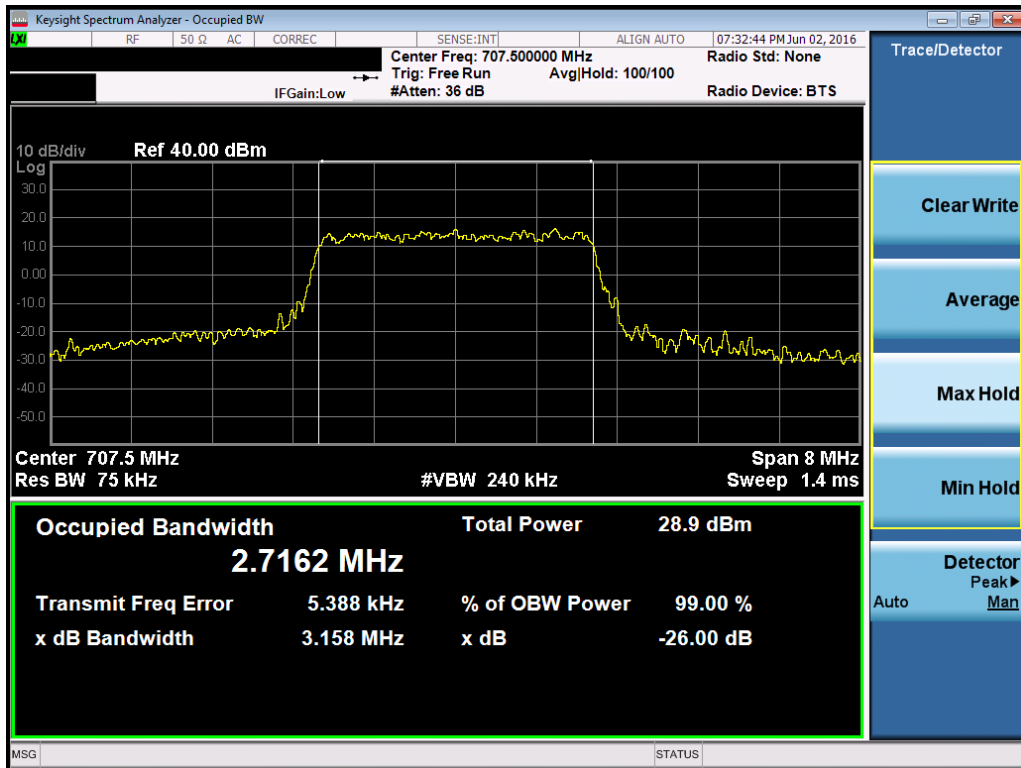 Keysight Spectrum Analyzer - Occupied BW
LXI RF 50 Ω AC CORREC SENSE:INT ALIGN AUTO 07:32:44 PM Jun 02, 2016
Center Freq: 707.500000 MHz Radio Std: None
Trig: Free Run Avg|Hold: 100/100
IFGain:Low #Atten: 36 dB Radio Device: BTS
10 dB/div Ref 40.00 dBm
Log
30.0
20.0
10.0
0.00
-10.0
-20.0
-30.0
-40.0
-50.0
Center 707.5 MHz Span 8 MHz
Res BW 75 kHz #VBW 240 kHz Sweep 1.4 ms
Occupied Bandwidth Total Power 28.9 dBm
2.7162 MHz
Transmit Freq Error 5.388 kHz % of OBW Power 99.00 %
x dB Bandwidth 3.158 MHz x dB -26.00 dB
MSG STATUS
Trace/Detector
Clear Write
Average
Max Hold
Min Hold
Detector
Peak▶
Auto Man